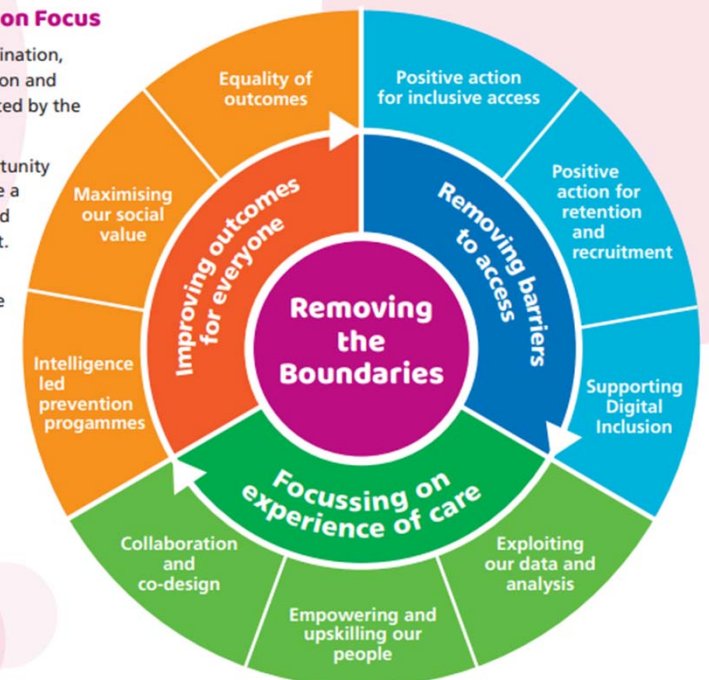 on Focus
ination,
on and
ted by the
tunity
e a
d
t.
e
Equality of
outcomes
Positive action
for inclusive access
Positive
action for
retention
and
recruitment
Supporting
Digital
Inclusion
Exploiting
our data and
analysis
Empowering and
upskilling our
people
Collaboration
and
co-design
Intelligence
led
prevention
progammes
Maximising
our social
value
Improving outcomes
for everyone
Removing barriers
to access
Focussing on
experience of care
Removing
the
Boundaries